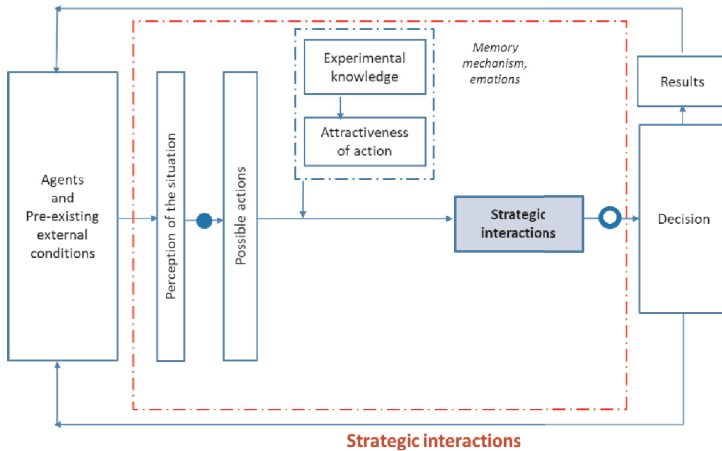 Experimental
knowledge
Attractiveness
of action
Memory
mechanism,
emotions
Results
Agents
and
Pre-existing
external
conditions
Perception of the situation
Possible actions
Strategic
interactions
Decision
Strategic interactions